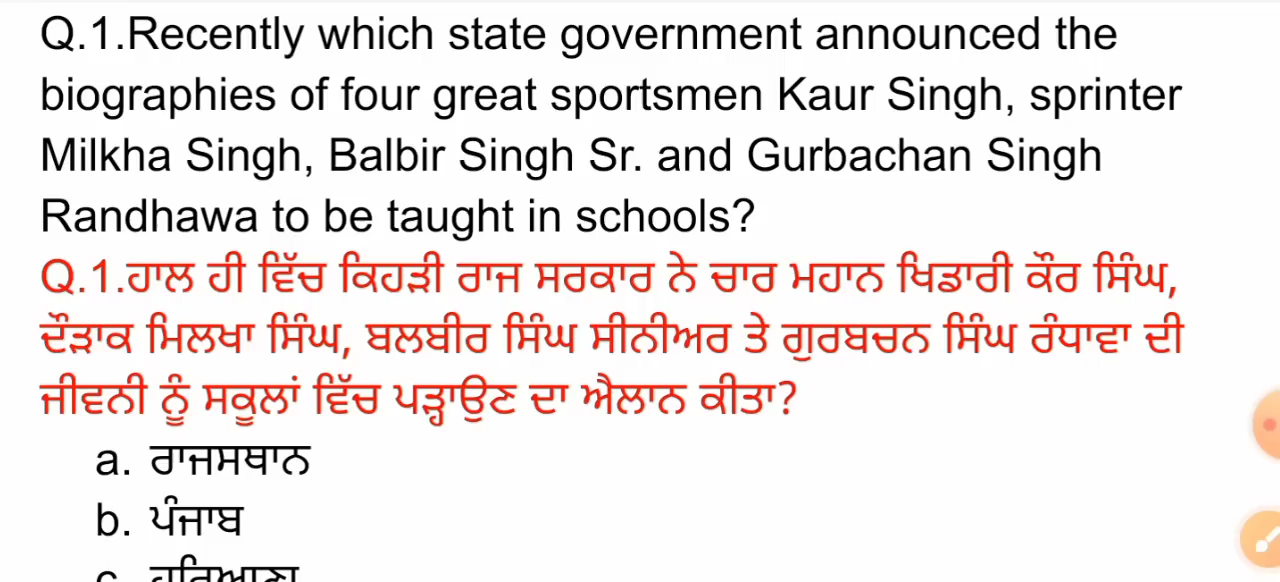 Q.1.Recently which state government announced the
biographies of four great sportsmen Kaur Singh, sprinter
Milkha Singh, Balbir Singh Sr. and Gurbachan Singh
Randhawa to be taught in schools?
Q.1.ਹਾਲ ਹੀ ਵਿੱਚ ਕਿਹੜੀ ਰਾਜ ਸਰਕਾਰ ਨੇ ਚਾਰ ਮਹਾਨ ਖਿਡਾਰੀ ਕੌਰ ਸਿੰਘ,
ਦੌੜਾਕ ਮਿਲਖਾ ਸਿੰਘ, ਬਲਬੀਰ ਸਿੰਘ ਸੀਨੀਅਰ ਤੇ ਗੁਰਬਚਨ ਸਿੰਘ ਰੰਧਾਵਾ ਦੀ
ਜੀਵਨੀ ਨੂੰ ਸਕੂਲਾਂ ਵਿੱਚ ਪੜ੍ਹਾਉਣ ਦਾ ਐਲਾਨ ਕੀਤਾ?
a. ਰਾਜਸਥਾਨ
b. ਪੰਜਾਬ
c. ਹਰਿਆਣਾ